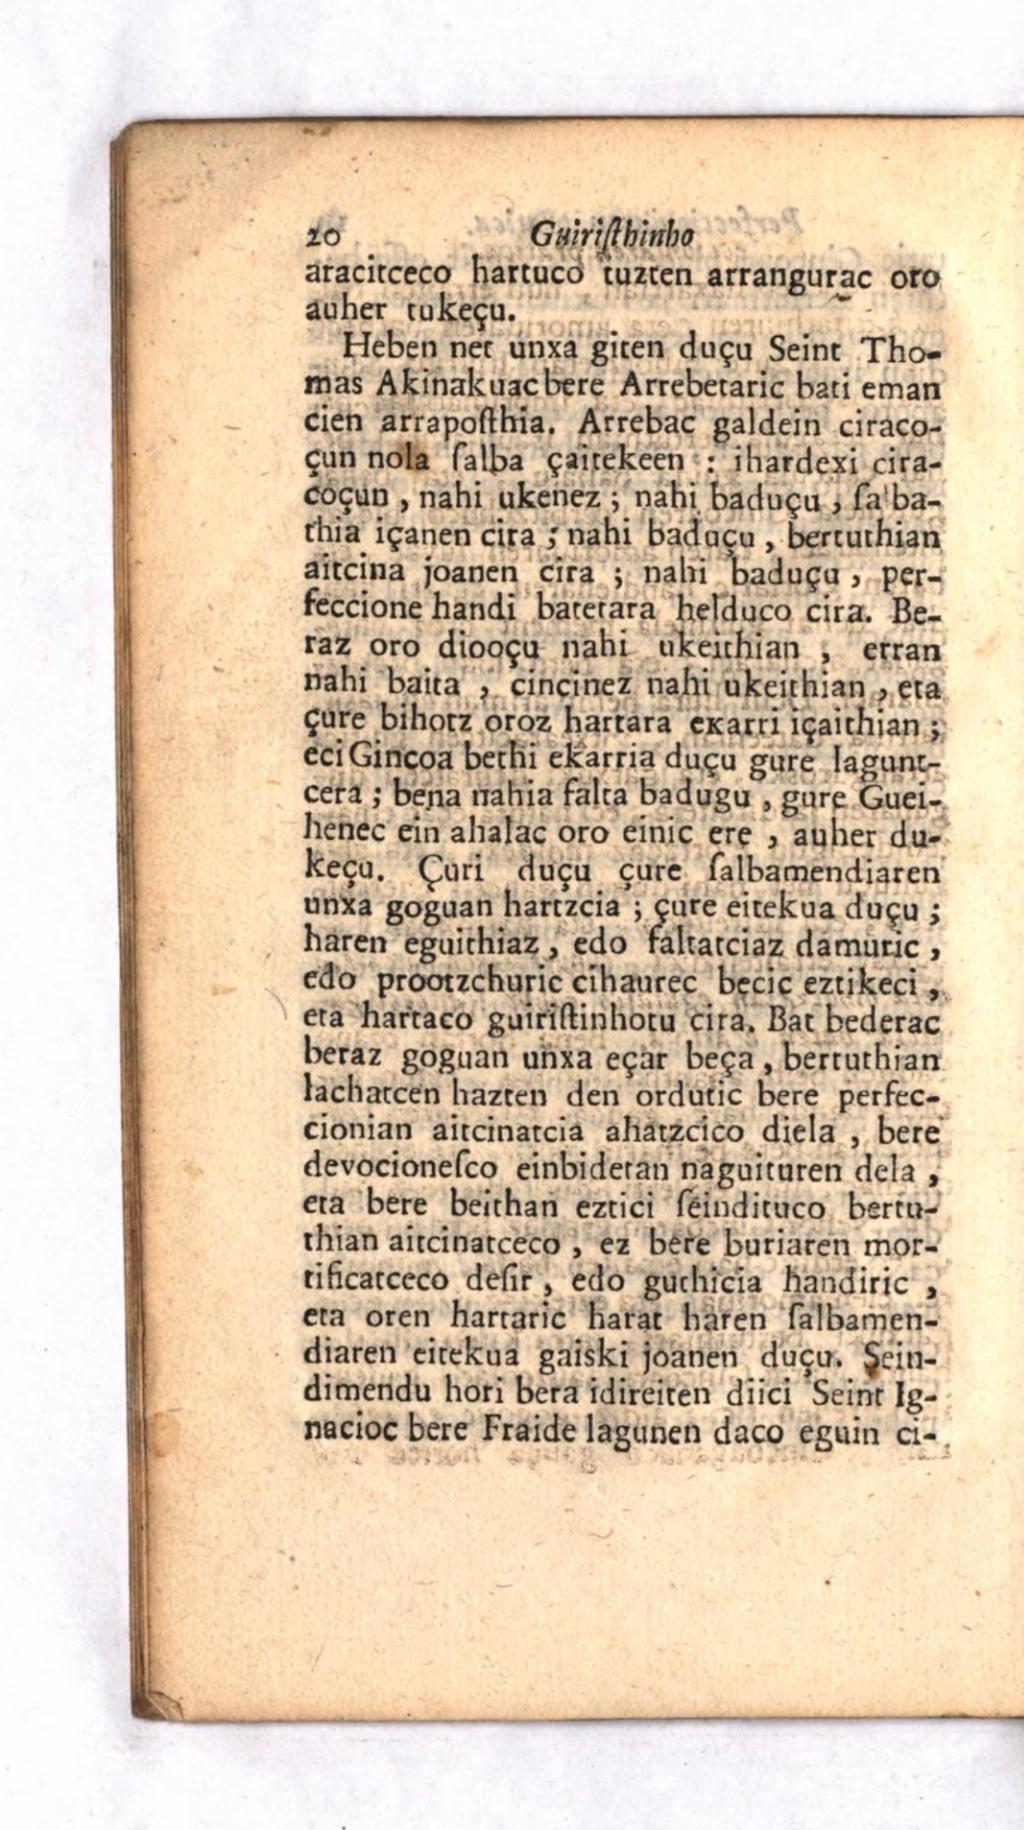 20 Guiriſthinho
aracitceco hartuco tuzten arrangurac oro
auher tukeçu.
Heben net unxa giten duçu Seint Tho-
mas Akinakuac bere Arrebetaric bati eman
cien arrapoſthia. Arrebac galdein ciraco-
çun nola ſalba çaitekeen : ihardexi cira-
coçun , nahi ukenez ; nahi baduçu , ſalba-
thia içanen cira ; nahi baduçu , bertuthian
aitcina joanen cira ; nahi baduçu , per-
feccione handi batetara helduco cira. Be-
raz oro diooçu nahi ukeithian , erran
nahi baita , cincinez nahi ukeithian , eta
çure bihotz oroz hartara eкarri içaithian ;
eci Gincoa bethi ekarria duçu gure lagunt-
cera ; bena nahia falta badugu , gure Guei-
henec ein ahalac oro einic ere , auher du-
keçu. Çuri duçu çure ſalbamendiaren
unxa goguan hartzcia ; çure eitekua duçu ;
haren eguithiaz , edo faltatciaz damuric ,
edo prootzchuric cihaurec becic eztikeci ,
eta hartaco guiriſtinhotu cira. Bat bederac
beraz goguan unxa eçar beça , bertuthian
lachatcen hazten den ordutic bere perfec-
cionian aitcinatcia ahatzcico diela , bere
devocioneſco einbidetan naguituren dela ,
eta bere beithan eztici ſeindituco bertu-
thian aitcinatceco , ez bere buriaren mor-
tificatceco deſir , edo guthicia handiric ,
eta oren hartaric harat haren ſalbamen-
diaren eitekua gaiski joanen duçu. Sein-
dimendu hori bera idireiten diici Seint Ig-
nacioc bere Fraide lagunen daco eguin ci-